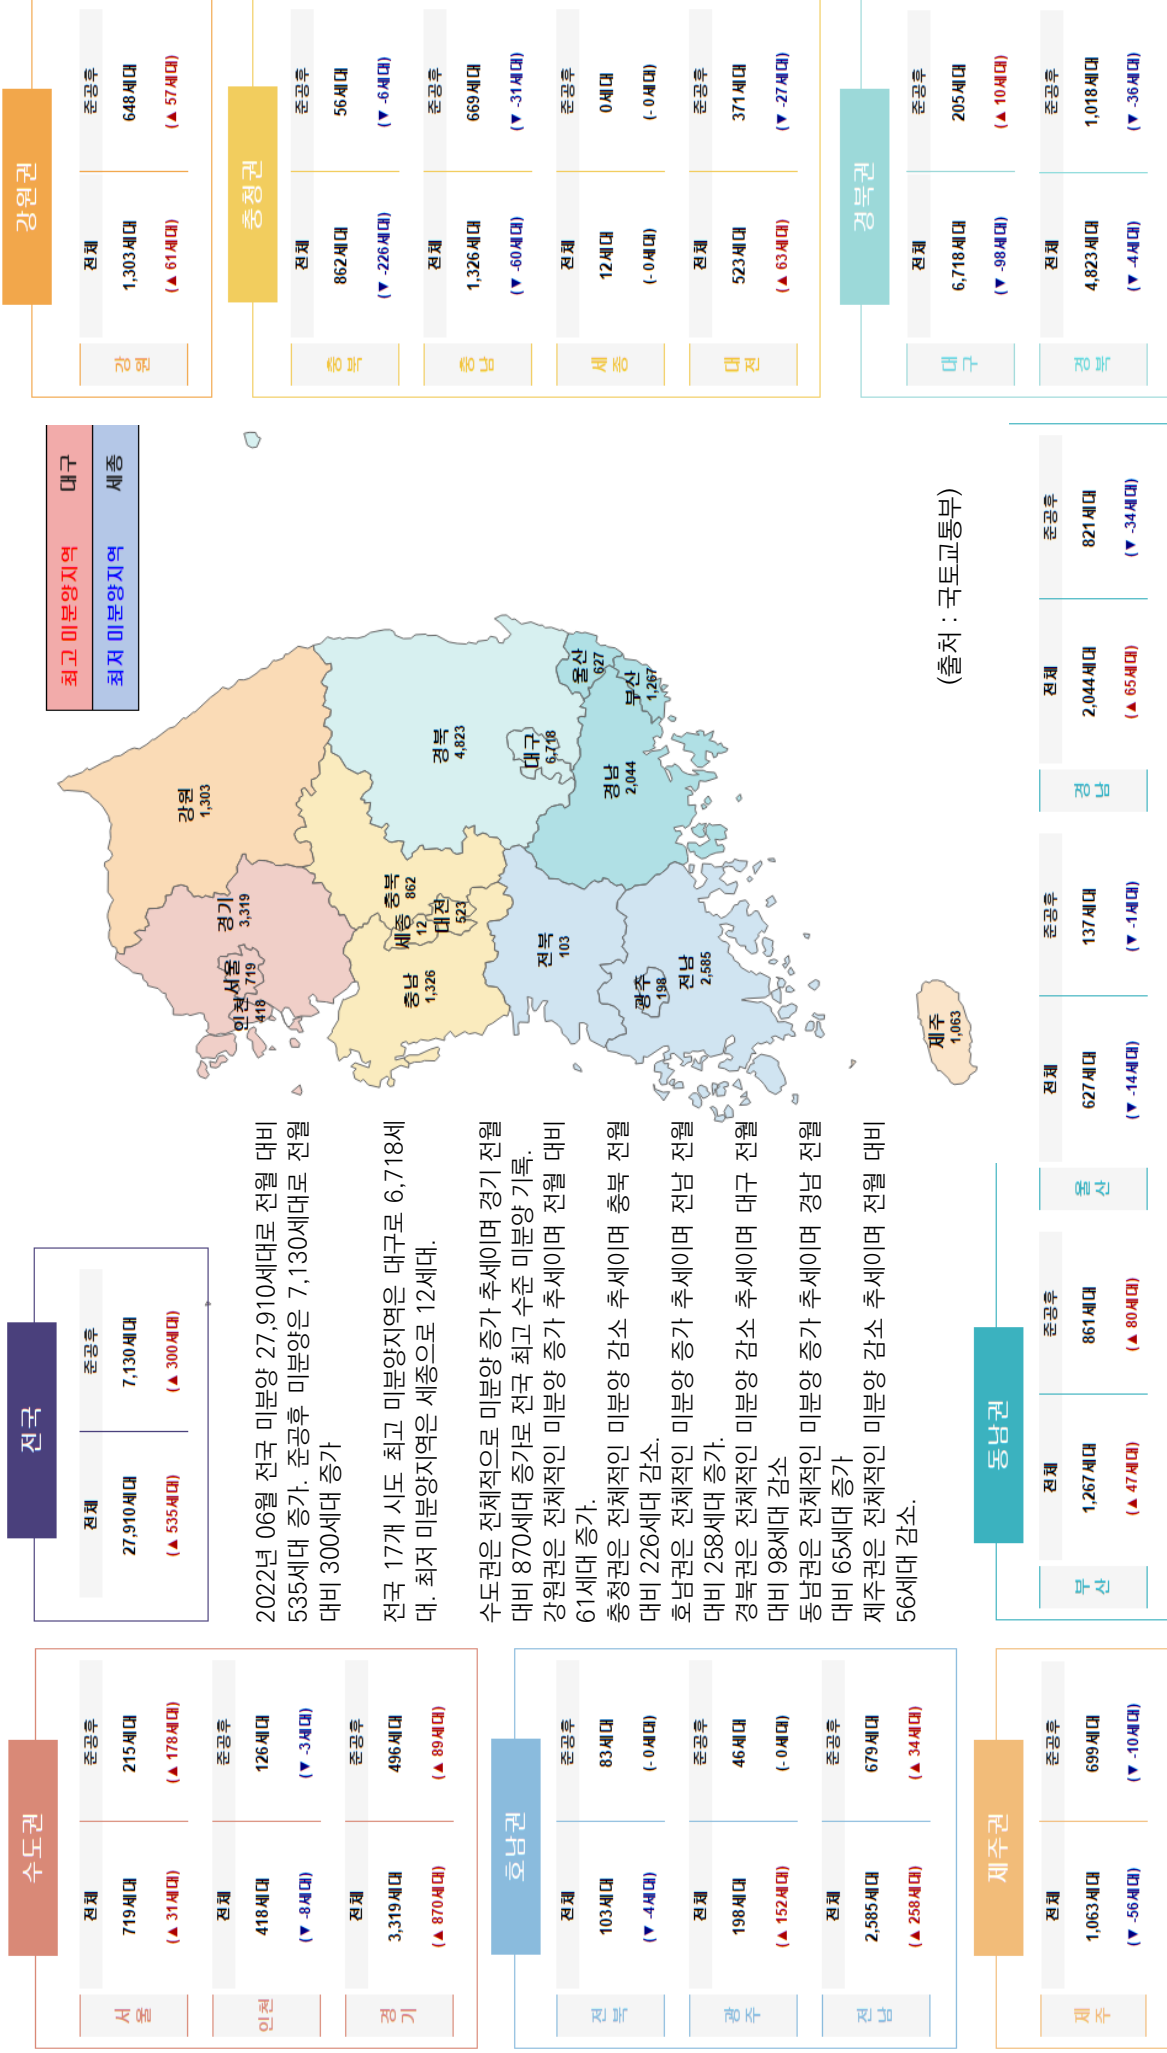 수도권
서울
전체
719세대
(▲ 31세대)
준공후
215세대
(▲ 178세대)
인천
전체
418세대
(▼ -8세대)
준공후
126세대
(▼ -3세대)
경기
전체
3,319세대
(▲ 870세대)
준공후
496세대
(▲ 89세대)
호남권
전북
전체
103세대
(▼ -4세대)
준공후
83세대
(- 0세대)
광주
전체
198세대
(▲ 152세대)
준공후
46세대
(- 0세대)
전남
전체
2,585세대
(▲ 258세대)
준공후
679세대
(▲ 34세대)
제주권
제주
전체
1,063세대
(▼ -56세대)
준공후
699세대
(▼ -10세대)
전국
전체
27,910세대
(▲ 535세대)
준공후
7,130세대
(▲ 300세대)
2022년 06월 전국 미분양 27,910세대로 전월 대비
535세대 증가. 준공후 미분양은 7,130세대로 전월
대비 300세대 증가
전국 17개 시도 최고 미분양지역은 대구로 6,718세
대. 최저 미분양지역은 세종으로 12세대.
수도권은 전체적으로 미분양 증가 추세이며 경기 전월
대비 870세대 증가로 전국 최고 수준 미분양 기록.
강원권은 전체적인 미분양 증가 추세이며 전월 대비
61세대 증가.
충청권은 전체적인 미분양 감소 추세이며 충북 전월
대비 226세대 감소.
호남권은 전체적인 미분양 증가 추세이며 전남 전월
대비 258세대 증가.
경북권은 전체적인 미분양 감소 추세이며 대구 전월
대비 98세대 감소
동남권은 전체적인 미분양 증가 추세이며 경남 전월
대비 65세대 증가
제주권은 전체적인 미분양 감소 추세이며 전월 대비
56세대 감소.
최고 미분양지역 대구
최저 미분양지역 세종
강원
1,303
경기
3,319
서울
719
인천
418
충북
862
세종
12
대전
523
충남
1,326
경북
4,823
대구
6,718
울산
627
부산
1,267
경남
2,044
전북
103
광주
198
전남
2,585
제주
1,063
(출처 : 국토교통부)
동남권
부산
전체
1,267세대
(▲ 47세대)
준공후
861세대
(▲ 80세대)
울산
전체
627세대
(▼ -14세대)
준공후
137세대
(▼ -1세대)
경남
전체
2,044세대
(▲ 65세대)
준공후
821세대
(▼ -34세대)
강원권
강원
전체
1,303세대
(▲ 61세대)
준공후
648세대
(▲ 57세대)
충청권
충북
전체
862세대
(▼ -226세대)
준공후
56세대
(▼ -6세대)
충남
전체
1,326세대
(▼ -60세대)
준공후
669세대
(▼ -31세대)
세종
전체
12세대
(- 0세대)
준공후
0세대
(- 0세대)
대전
전체
523세대
(▲ 63세대)
준공후
371세대
(▼ -27세대)
경북권
대구
전체
6,718세대
(▼ -98세대)
준공후
205세대
(▲ 10세대)
경북
전체
4,823세대
(▼ -4세대)
준공후
1,018세대
(▼ -36세대)